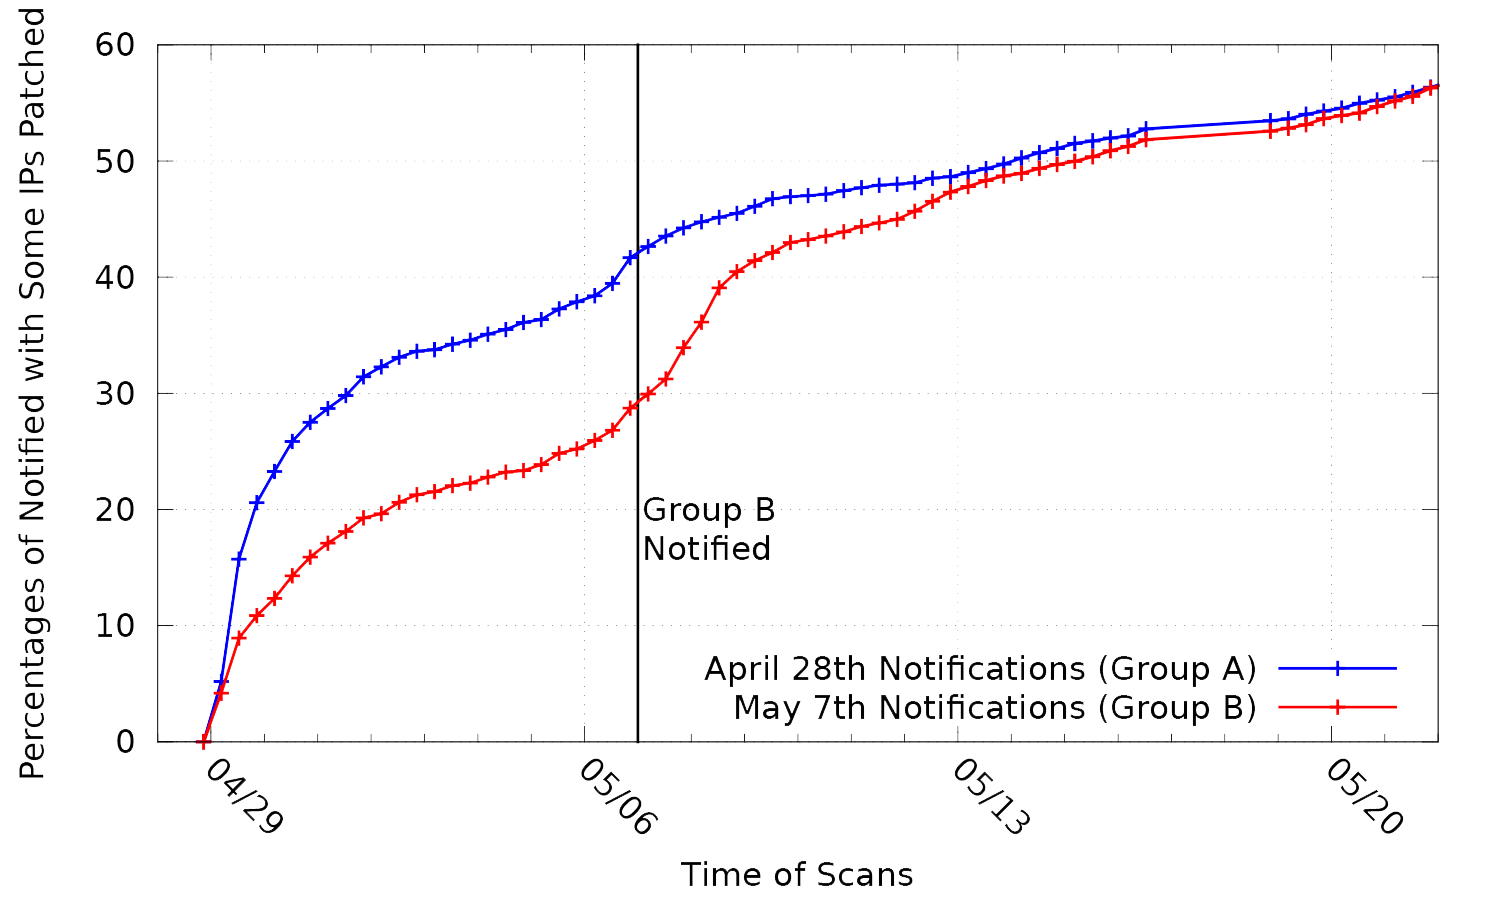 Percentages of Notified with Some IPs Patched
60
50
40
30
20
10
0
Group B
Notified
April 28th Notifications (Group A)
May 7th Notifications (Group B)
04/29
05/06
05/13
05/20
Time of Scans